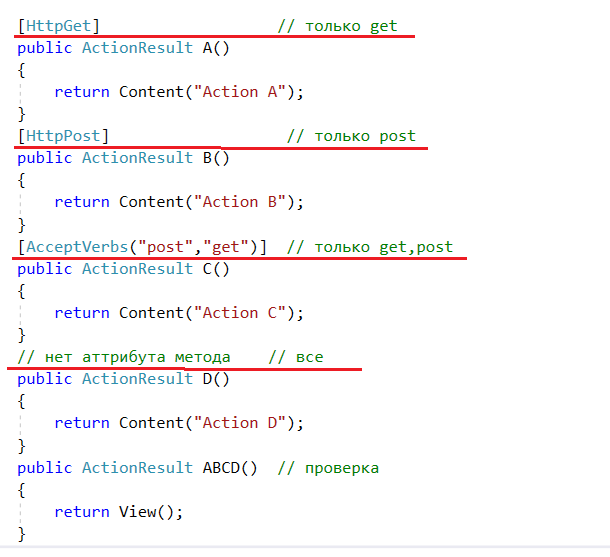 [HttpGet]                   // только get
public ActionResult A()
{
    return Content("Action A");
}
[HttpPost]                   // только post
public ActionResult B()
{
    return Content("Action B");
}
[AcceptVerbs("post","get")]  // только get,post
public ActionResult C()
{
    return Content("Action C");
}
// нет аттрибута метода    // все
public ActionResult D()
{
    return Content("Action D");
}
public ActionResult ABCD()  // проверка
{
    return View();
}